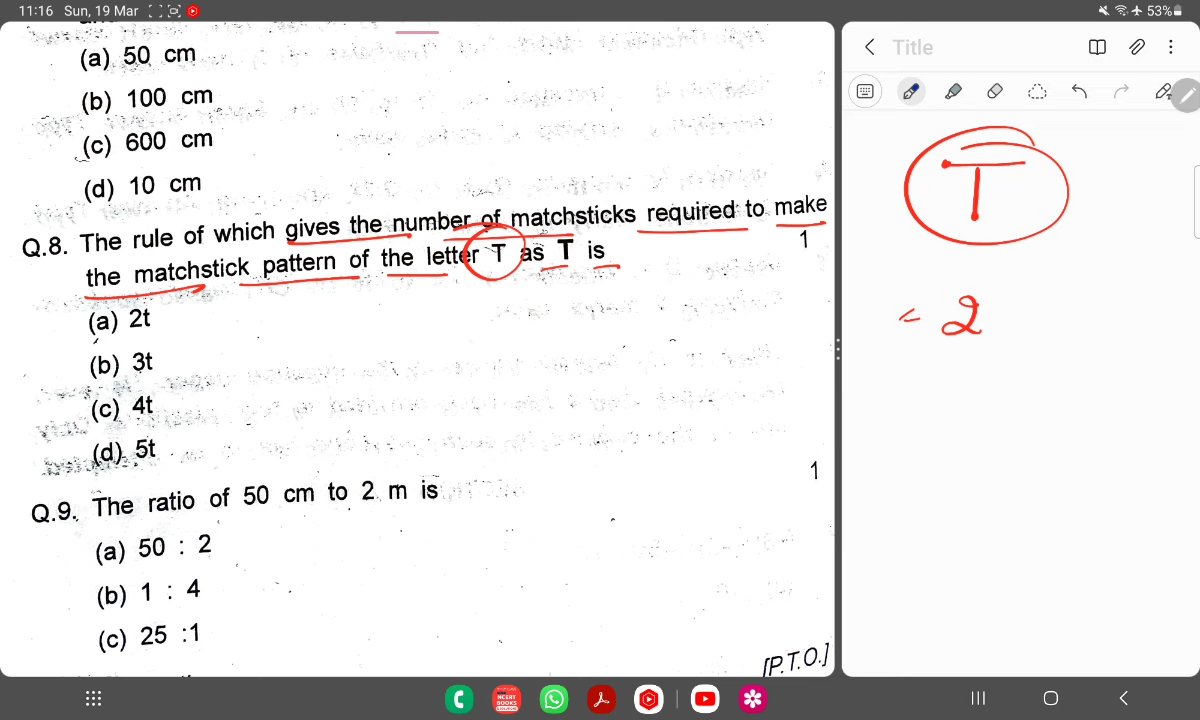 11:16 Sun, 19 Mar
53%
(a) 50 cm
(b) 100 cm
(c) 600 cm
(d) 10 cm
Q.8. The rule of which gives the number of matchsticks required to make
the matchstick pattern of the letter T as T is 1
(a) 2t
(b) 3t
(c) 4t
(d) 5t
Q.9. The ratio of 50 cm to 2 m is 1
(a) 50 : 2
(b) 1 : 4
(c) 25 :1
[P.T.O.]
Title
T
= 2
NCERT
BOOKS